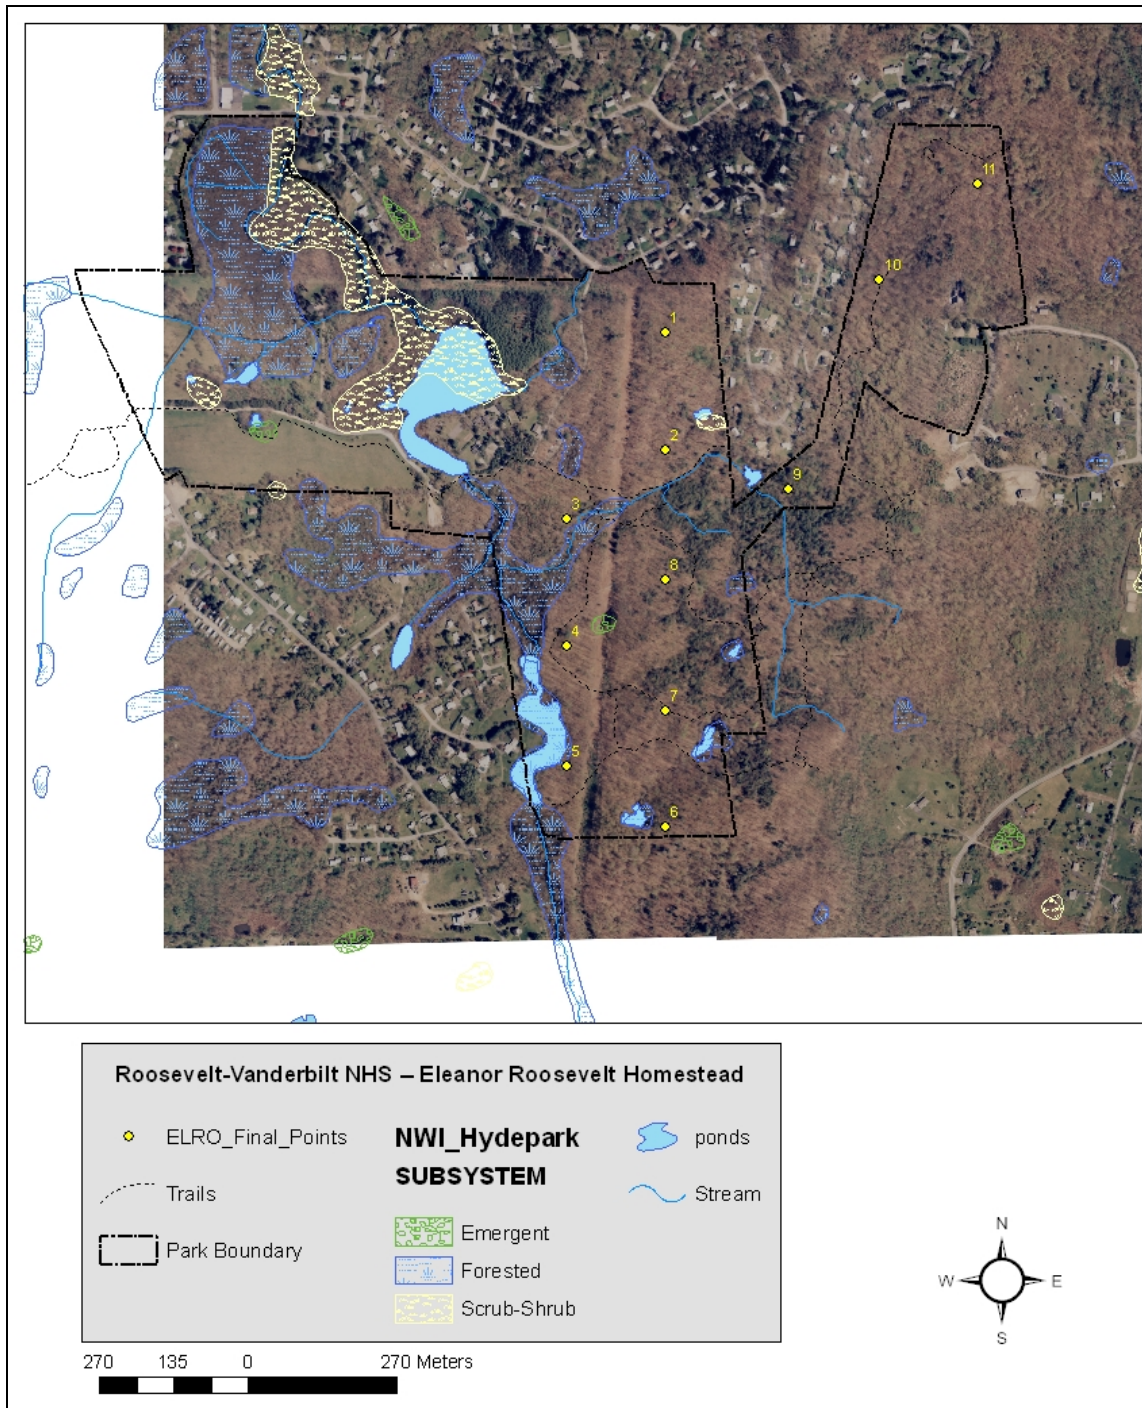 11
10
1
2
9
3
8
4
7
5
6
Roosevelt-Vanderbilt NHS – Eleanor Roosevelt Homestead
ELRO_Final_Points
Trails
Park Boundary
NWI_Hydepark
SUBSYSTEM
Emergent
Forested
Scrub-Shrub
ponds
Stream
N
W E
S
270 135 0 270 Meters